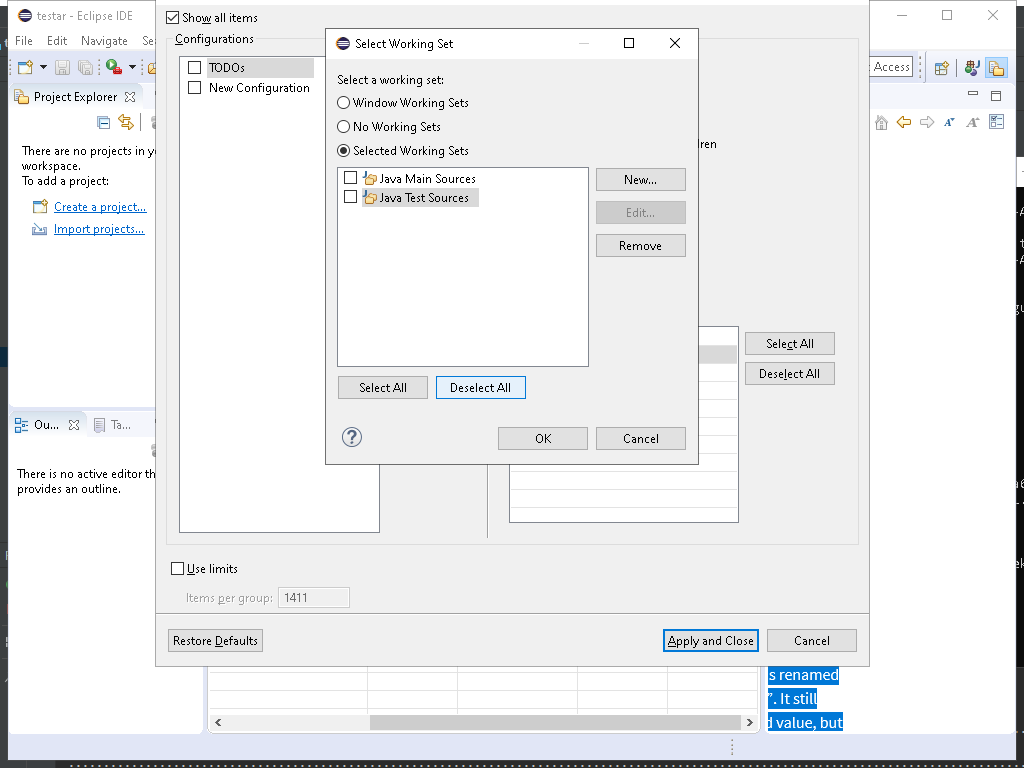 testar - Eclipse IDE
File Edit Navigate Se
Access
Project Explorer
There are no projects in yo
workspace.
To add a project:
Create a project...
Import projects...
Ou... Ta...
There is no active editor th
provides an outline.
Show all items
Configurations
TODOs
New Configuration
Select Working Set
Select a working set:
Window Working Sets
No Working Sets
Selected Working Sets
Java Main Sources
Java Test Sources
New...
Edit...
Remove
Select All Deselect All
OK Cancel
Select All
Deselect All
Use limits
Items per group: 1411
Restore Defaults Apply and Close Cancel
s renamed
". It still
d value, but